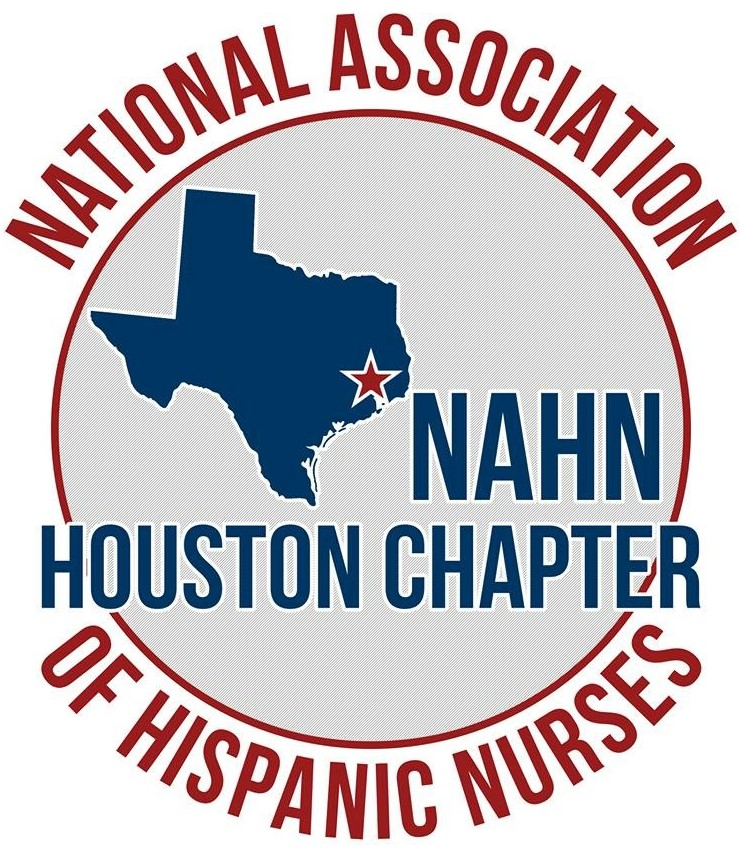 NATIONAL ASSOCIATION
NAHN
HOUSTON CHAPTER
OF HISPANIC NURSES